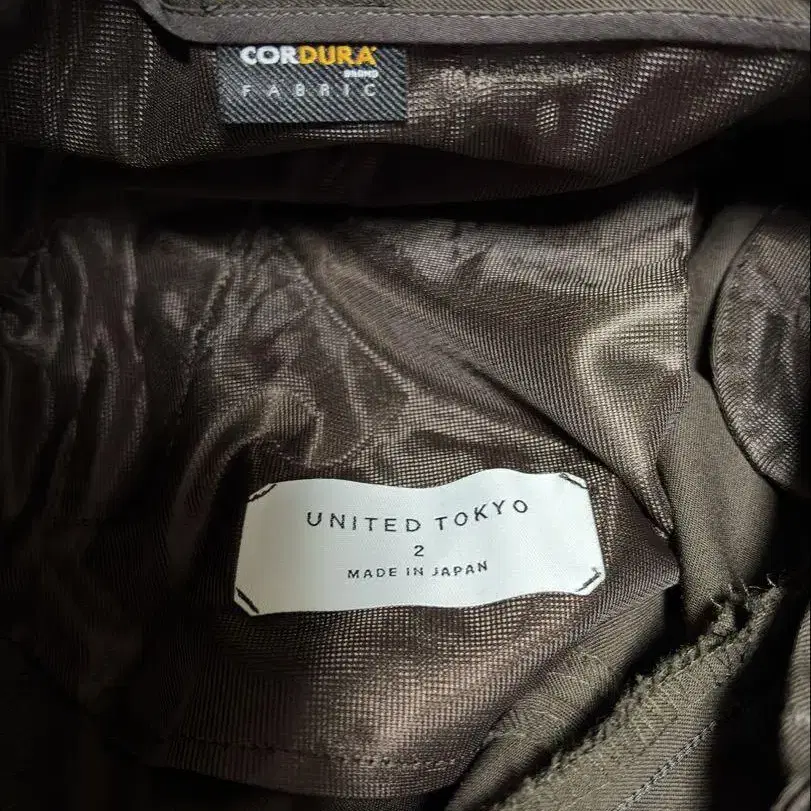 CORDURA®
BRAND
FABRIC
UNITED TOKYO
2
MADE IN JAPAN